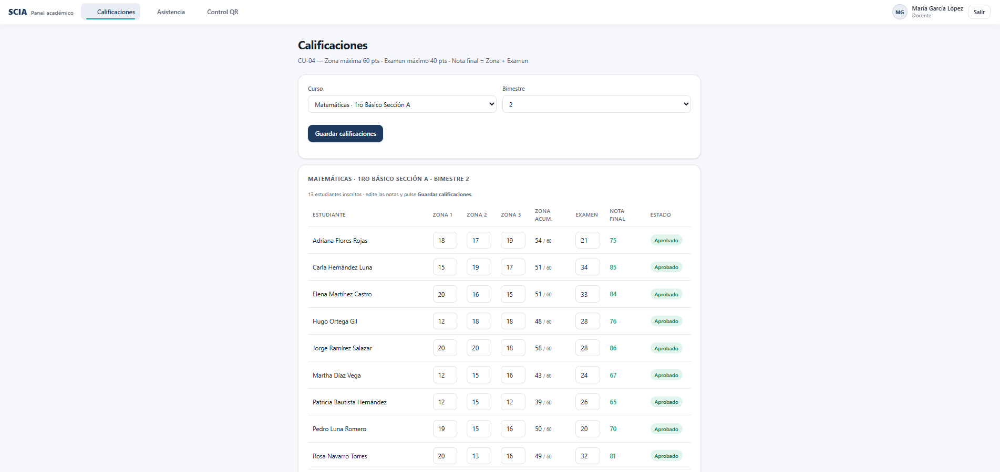 SCIA Panel académico Calificaciones Asistencia Control QR MG María García López Salir
Docente
Calificaciones
CU-04 — Zona máxima 60 pts · Examen máximo 40 pts · Nota final = Zona + Examen
Curso Bimestre
Matemáticas · 1ro Básico Sección A 2
Guardar calificaciones
MATEMÁTICAS · 1RO BÁSICO SECCIÓN A · BIMESTRE 2
13 estudiantes inscritos · edite las notas y pulse Guardar calificaciones.
ESTUDIANTE ZONA 1 ZONA 2 ZONA 3 ZONA ACUM. EXAMEN NOTA FINAL ESTADO
Adriana Flores Rojas 18 17 19 54 / 60 21 75 Aprobado
Carla Hernández Luna 15 19 17 51 / 60 34 85 Aprobado
Elena Martínez Castro 20 16 15 51 / 60 33 84 Aprobado
Hugo Ortega Gil 12 18 18 48 / 60 28 76 Aprobado
Jorge Ramírez Salazar 20 20 18 58 / 60 28 86 Aprobado
Martha Díaz Vega 12 15 16 43 / 60 24 67 Aprobado
Patricia Bautista Hernández 12 15 12 39 / 60 26 65 Aprobado
Pedro Luna Romero 19 15 16 50 / 60 20 70 Aprobado
Rosa Navarro Torres 20 13 16 49 / 60 32 81 Aprobado